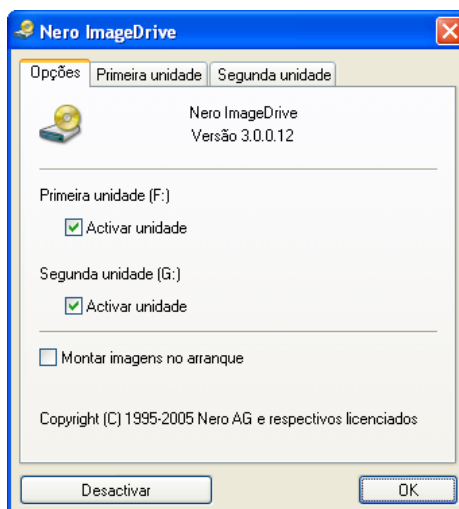 Nero ImageDrive
Opções Primeira unidade Segunda unidade
Nero ImageDrive
Versão 3.0.0.12
Primeira unidade (F:)
Activar unidade
Segunda unidade (G:)
Activar unidade
Montar imagens no arranque
Copyright (C) 1995-2005 Nero AG e respectivos licenciados
Desactivar OK